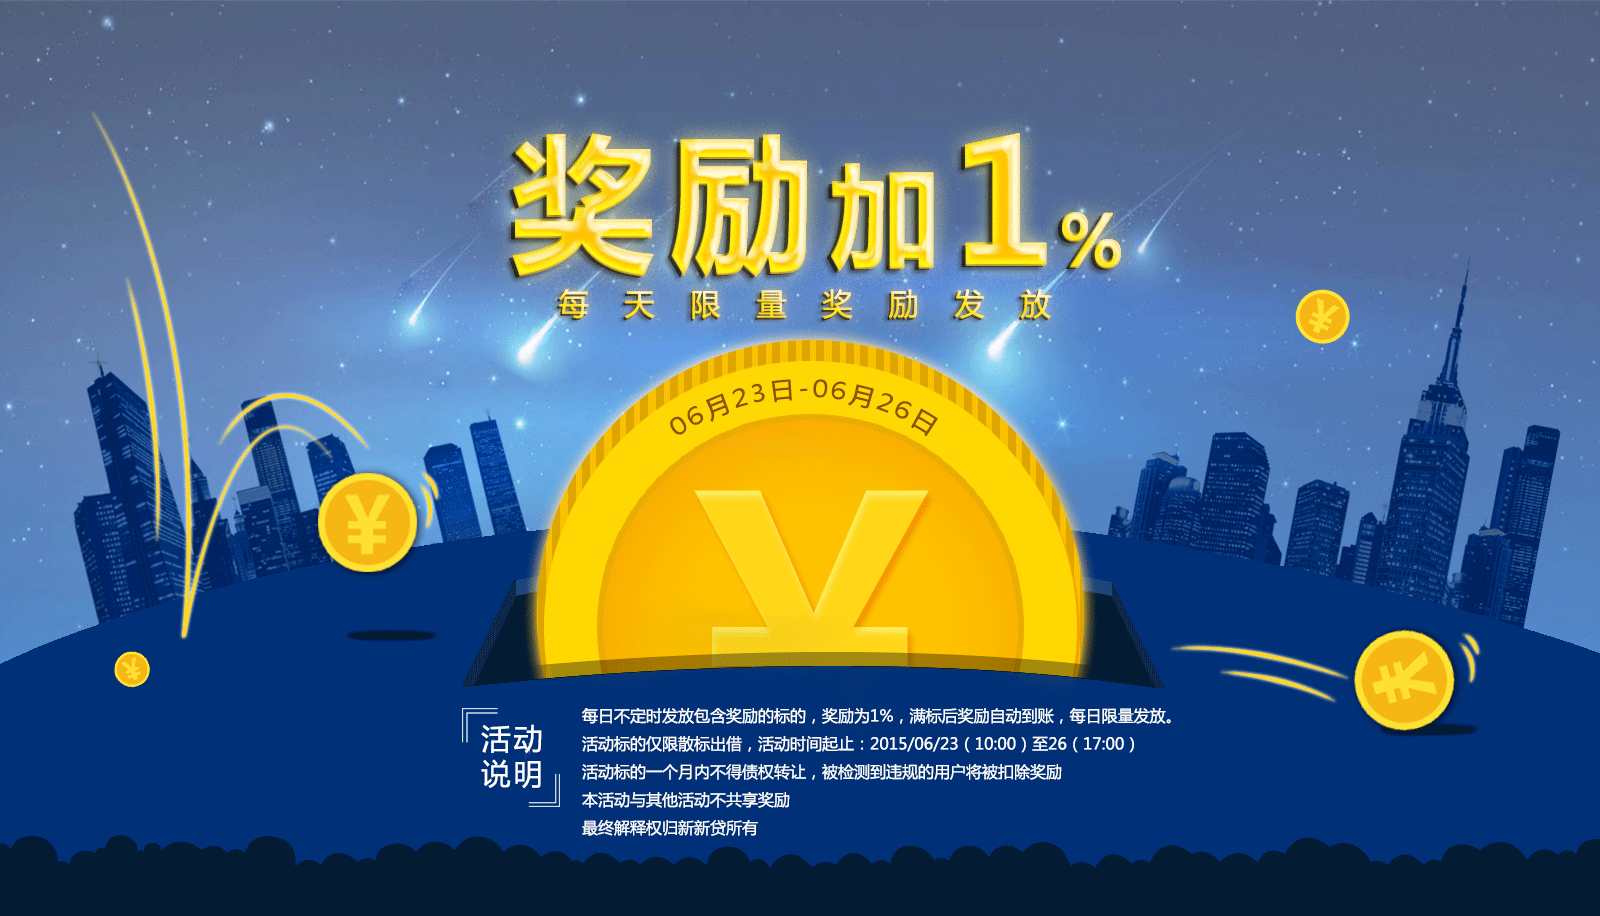 奖励加1%
每天限量奖励发放
06月23日-06月26日
¥
¥
¥
¥
¥
活动
说明
每日不定时发放包含奖励的标的，奖励为1%，满标后奖励自动到账，每日限量发放。
活动标的仅限散标出借，活动时间起止：2015/06/23（10:00）至26（17:00）
活动标的一个月内不得债权转让，被检测到违规的用户将被扣除奖励
本活动与其他活动不共享奖励
最终解释权归新新贷所有